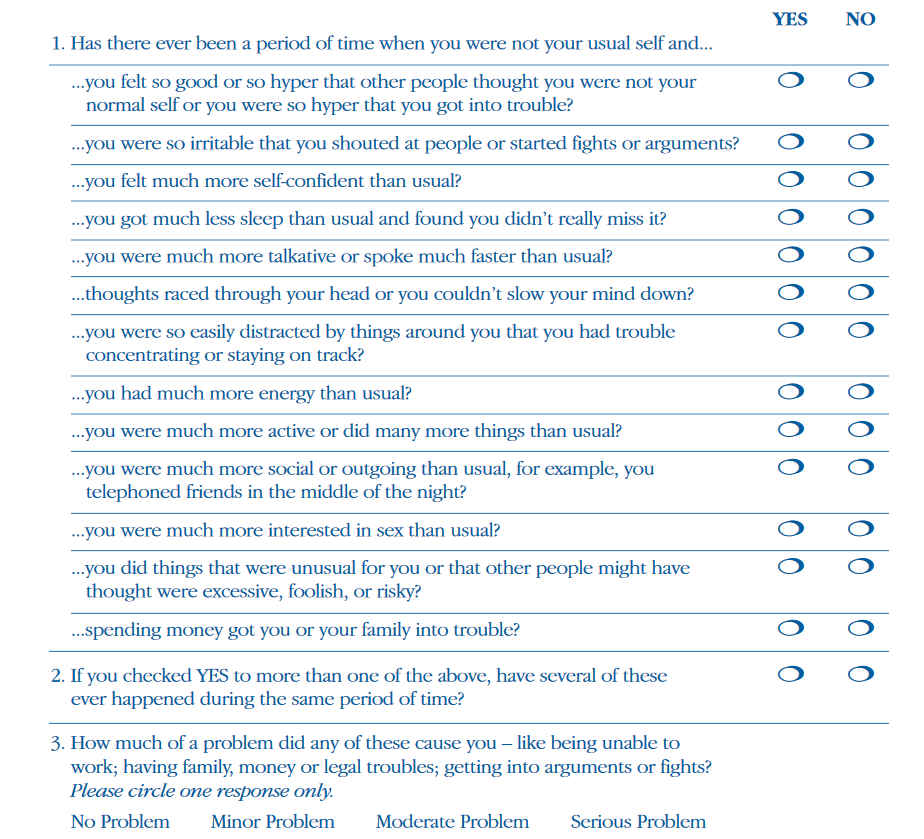 YES NO
1. Has there ever been a period of time when you were not your usual self and...
...you felt so good or so hyper that other people thought you were not your
normal self or you were so hyper that you got into trouble?
...you were so irritable that you shouted at people or started fights or arguments?
...you felt much more self-confident than usual?
...you got much less sleep than usual and found you didn't really miss it?
...you were much more talkative or spoke much faster than usual?
...thoughts raced through your head or you couldn't slow your mind down?
...you were so easily distracted by things around you that you had trouble
concentrating or staying on track?
...you had much more energy than usual?
...you were much more active or did many more things than usual?
...you were much more social or outgoing than usual, for example, you
telephoned friends in the middle of the night?
...you were much more interested in sex than usual?
...you did things that were unusual for you or that other people might have
thought were excessive, foolish, or risky?
...spending money got you or your family into trouble?
2. If you checked YES to more than one of the above, have several of these
ever happened during the same period of time?
3. How much of a problem did any of these cause you – like being unable to
work; having family, money or legal troubles; getting into arguments or fights?
Please circle one response only.
No Problem Minor Problem Moderate Problem Serious Problem